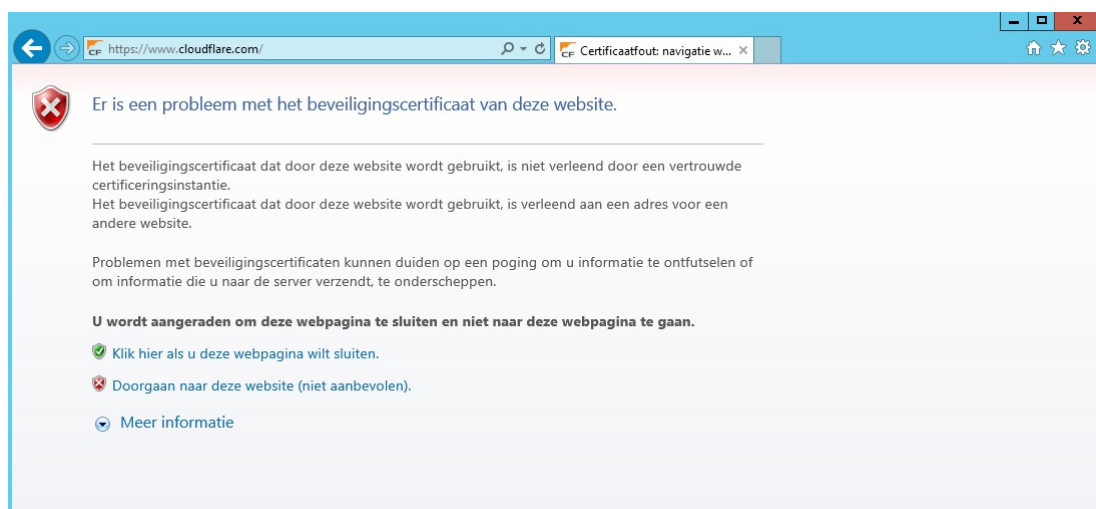 CF https://www.cloudflare.com/
CF Certificaatfout: navigatie w...
Er is een probleem met het beveiligingscertificaat van deze website.
Het beveiligingscertificaat dat door deze website wordt gebruikt, is niet verleend door een vertrouwde
certificeringsinstantie.
Het beveiligingscertificaat dat door deze website wordt gebruikt, is verleend aan een adres voor een
andere website.
Problemen met beveiligingscertificaten kunnen duiden op een poging om u informatie te ontfutselen of
om informatie die u naar de server verzendt, te onderscheppen.
U wordt aangeraden om deze webpagina te sluiten en niet naar deze webpagina te gaan.
Klik hier als u deze webpagina wilt sluiten.
Doorgaan naar deze website (niet aanbevolen).
Meer informatie